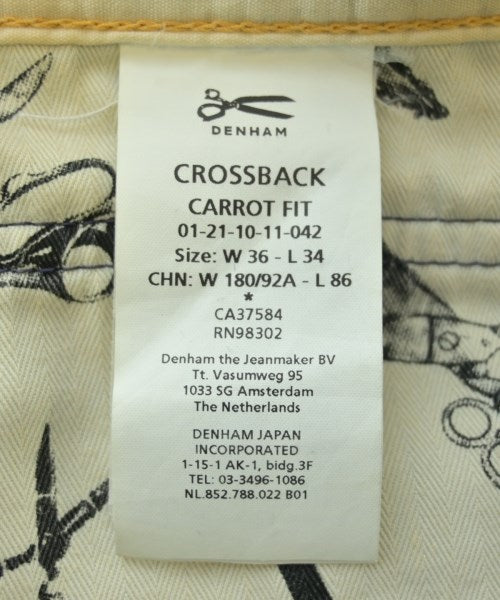 DENHAM
CROSSBACK
CARROT FIT
01-21-10-11-042
Size: W 36 - L 34
CHN: W 180/92A - L 86
*
CA37584
RN98302
Denham the Jeanmaker BV
Tt. Vasumweg 95
1033 SG Amsterdam
The Netherlands
DENHAM JAPAN
INCORPORATED
1-15-1 AK-1, bidg.3F
TEL: 03-3496-1086
NL.852.788.022 B01